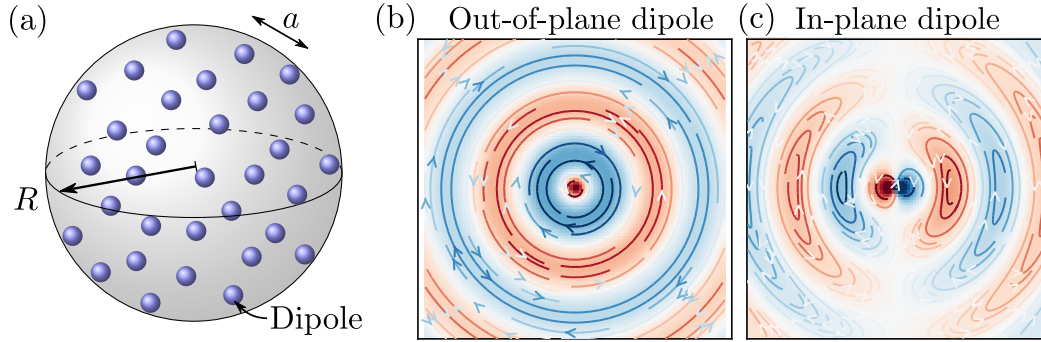 (a)
a
R
Dipole
(b)
Out-of-plane dipole
(c)
In-plane dipole